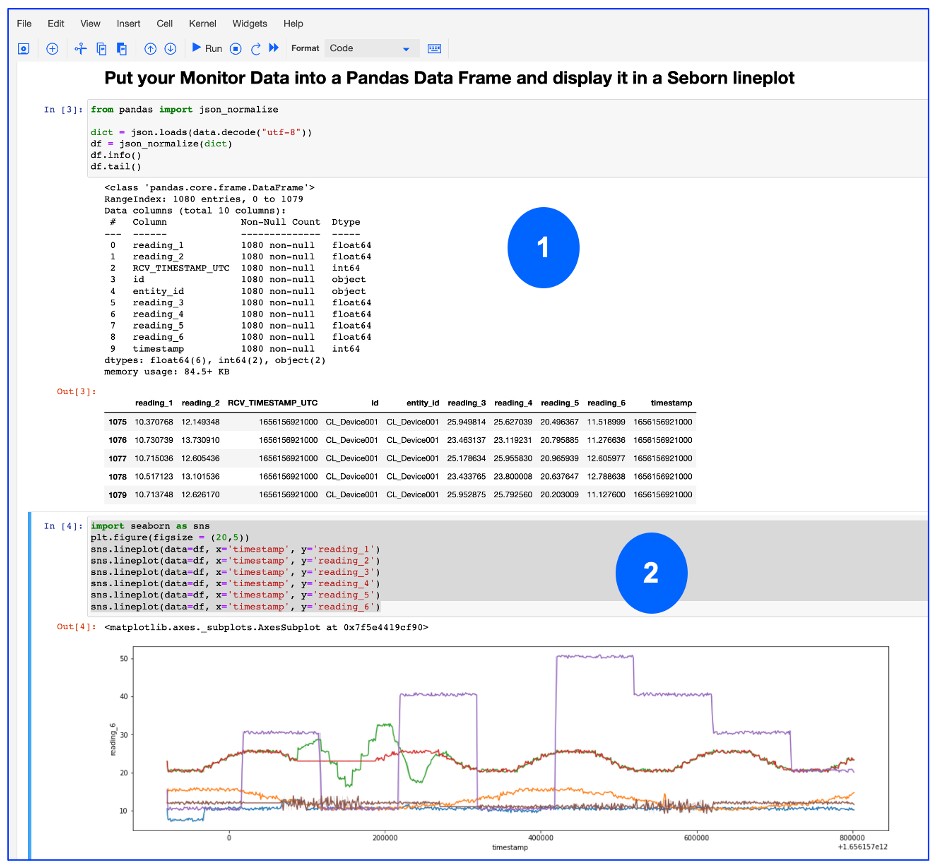 File Edit View Insert Cell Kernel Widgets Help
Run Format Code
Put your Monitor Data into a Pandas Data Frame and display it in a Seborn lineplot
In [3]: from pandas import json_normalize
dict = json.loads(data.decode("utf-8"))
df = json_normalize(dict)
df.info()
df.tail()
<class 'pandas.core.frame.DataFrame'>
RangeIndex: 1080 entries, 0 to 1079
Data columns (total 10 columns):
# Column Non-Null Count Dtype
--- ------ -------------- -----
0 reading_1 1080 non-null float64
1 reading_2 1080 non-null float64
2 RCV_TIMESTAMP_UTC 1080 non-null int64
3 id 1080 non-null object
4 entity_id 1080 non-null object
5 reading_3 1080 non-null float64
6 reading_4 1080 non-null float64
7 reading_5 1080 non-null float64
8 reading_6 1080 non-null float64
9 timestamp 1080 non-null int64
dtypes: float64(6), int64(2), object(2)
memory usage: 84.5+ KB
1
Out[3]:
reading_1 reading_2 RCV_TIMESTAMP_UTC id entity_id reading_3 reading_4 reading_5 reading_6 timestamp
1075 10.370768 12.149348 1656156921000 CL_Device001 CL_Device001 25.949814 25.627039 20.496367 11.518999 1656156921000
1076 10.730739 13.730910 1656156921000 CL_Device001 CL_Device001 23.463137 23.119231 20.795885 11.276636 1656156921000
1077 10.715036 12.605436 1656156921000 CL_Device001 CL_Device001 25.178634 25.955830 20.965939 12.605977 1656156921000
1078 10.517123 13.101536 1656156921000 CL_Device001 CL_Device001 23.433765 23.800008 20.637647 12.788638 1656156921000
1079 10.713748 12.626170 1656156921000 CL_Device001 CL_Device001 25.952875 25.792560 20.203009 11.127600 1656156921000
In [4]: import seaborn as sns
plt.figure(figsize = (20,5))
sns.lineplot(data=df, x='timestamp', y='reading_1')
sns.lineplot(data=df, x='timestamp', y='reading_2')
sns.lineplot(data=df, x='timestamp', y='reading_3')
sns.lineplot(data=df, x='timestamp', y='reading_4')
sns.lineplot(data=df, x='timestamp', y='reading_5')
sns.lineplot(data=df, x='timestamp', y='reading_6')
2
Out[4]: <matplotlib.axes._subplots.AxesSubplot at 0x7f5e4419cf90>
50
40
30
20
10
reading_6
0 200000 400000 600000 800000
timestamp
+1.656157e12